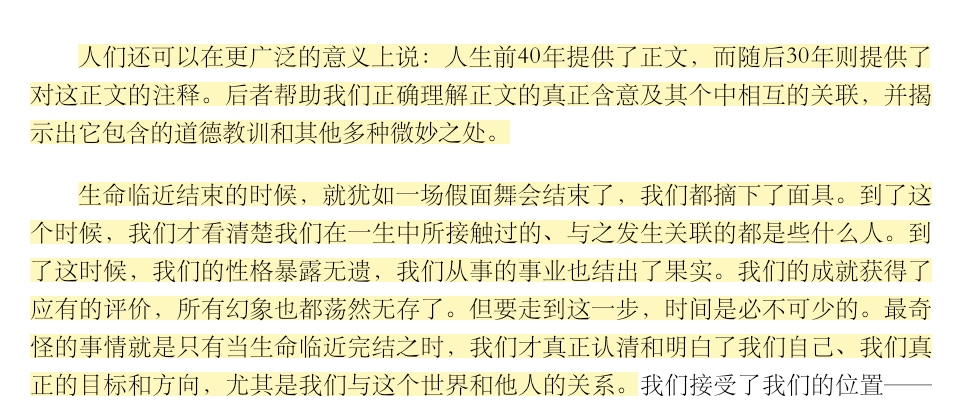 人们还可以在更广泛的意义上说：人生前40年提供了正文，而随后30年则提供了
对这正文的注释。后者帮助我们正确理解正文的真正含意及其个中相互的关联，并揭
示出它包含的道德教训和其他多种微妙之处。
生命临近结束的时候，就犹如一场假面舞会结束了，我们都摘下了面具。到了这
个时候，我们才看清楚我们在一生中所接触过的、与之发生关联的都是些什么人。到
了这时候，我们的性格暴露无遗，我们从事的事业也结出了果实。我们的成就获得了
应有的评价，所有幻象也都荡然无存了。但要走到这一步，时间是必不可少的。最奇
怪的事情就是只有当生命临近完结之时，我们才真正认清和明白了我们自己、我们真
正的目标和方向，尤其是我们与这个世界和他人的关系。我们接受了我们的位置——